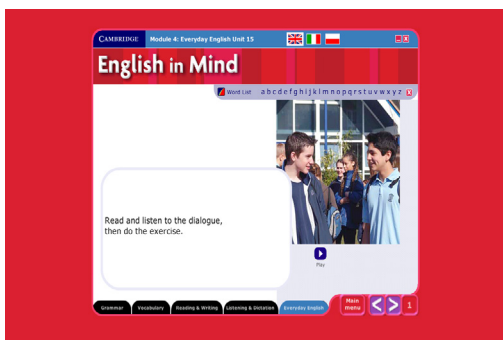 CAMBRIDGE Module 4: Everyday English Unit 15
English in Mind
Word List a b c d e f g h i j k l m n o p q r s t u v w x y z
Read and listen to the dialogue,
then do the exercise.
Play
Grammar Vocabulary Reading & Writing Listening & Dictation Everyday English Main menu < > 1